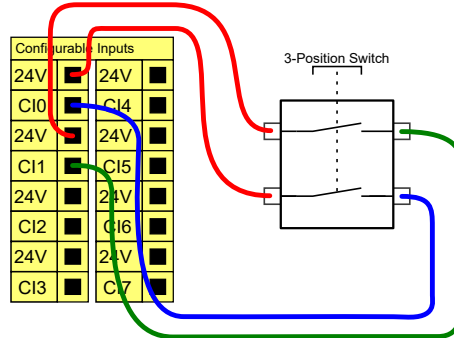 Configurable Inputs
3-Position Switch
24V 24V
CI0 CI4
24V 24V
CI1 CI5
24V 24V
CI2 CI6
24V 24V
CI3 CI7